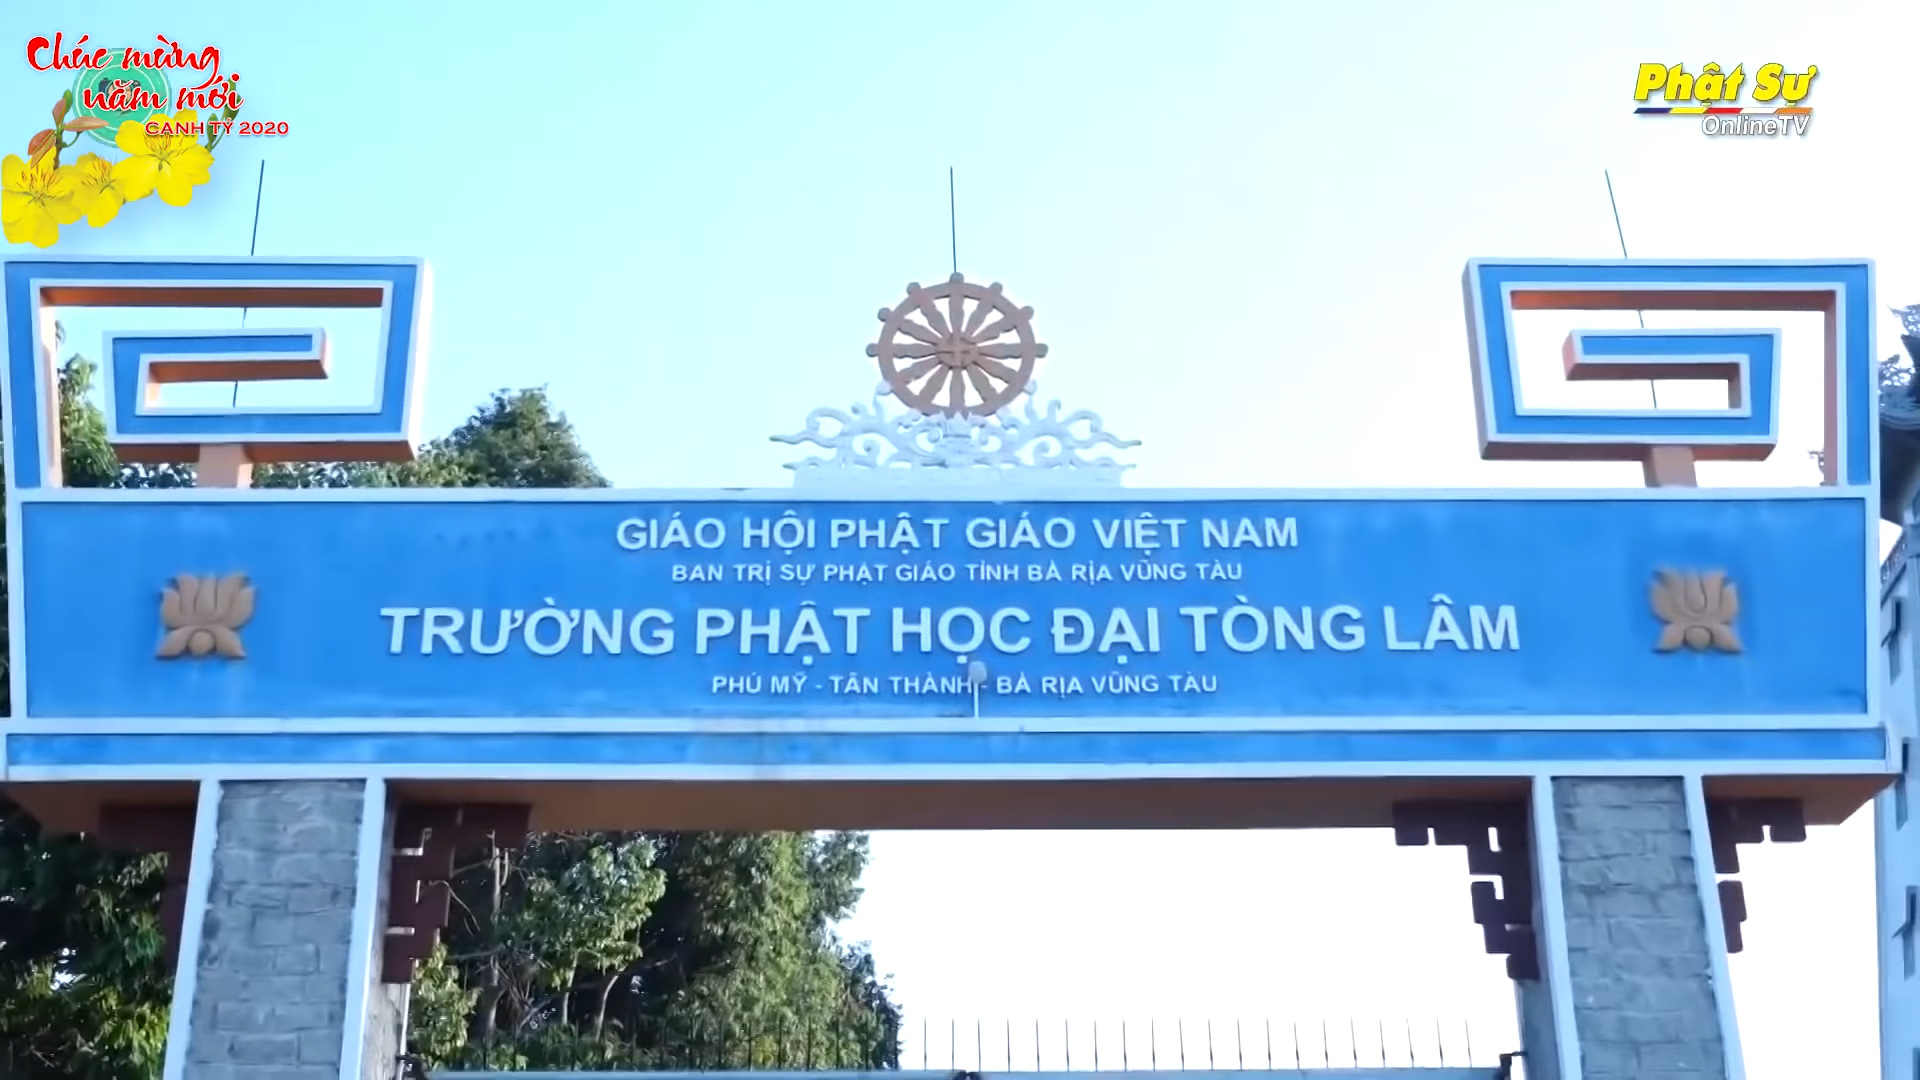 Chúc mừng
năm mới
CANH TÝ 2020
Phật Sự
OnlineTV
GIÁO HỘI PHẬT GIÁO VIỆT NAM
BAN TRỊ SỰ PHẬT GIÁO TỈNH BÀ RỊA VŨNG TÀU
TRƯỜNG PHẬT HỌC ĐẠI TÒNG LÂM
PHÚ MỸ - TÂN THÀNH - BÀ RỊA VŨNG TÀU